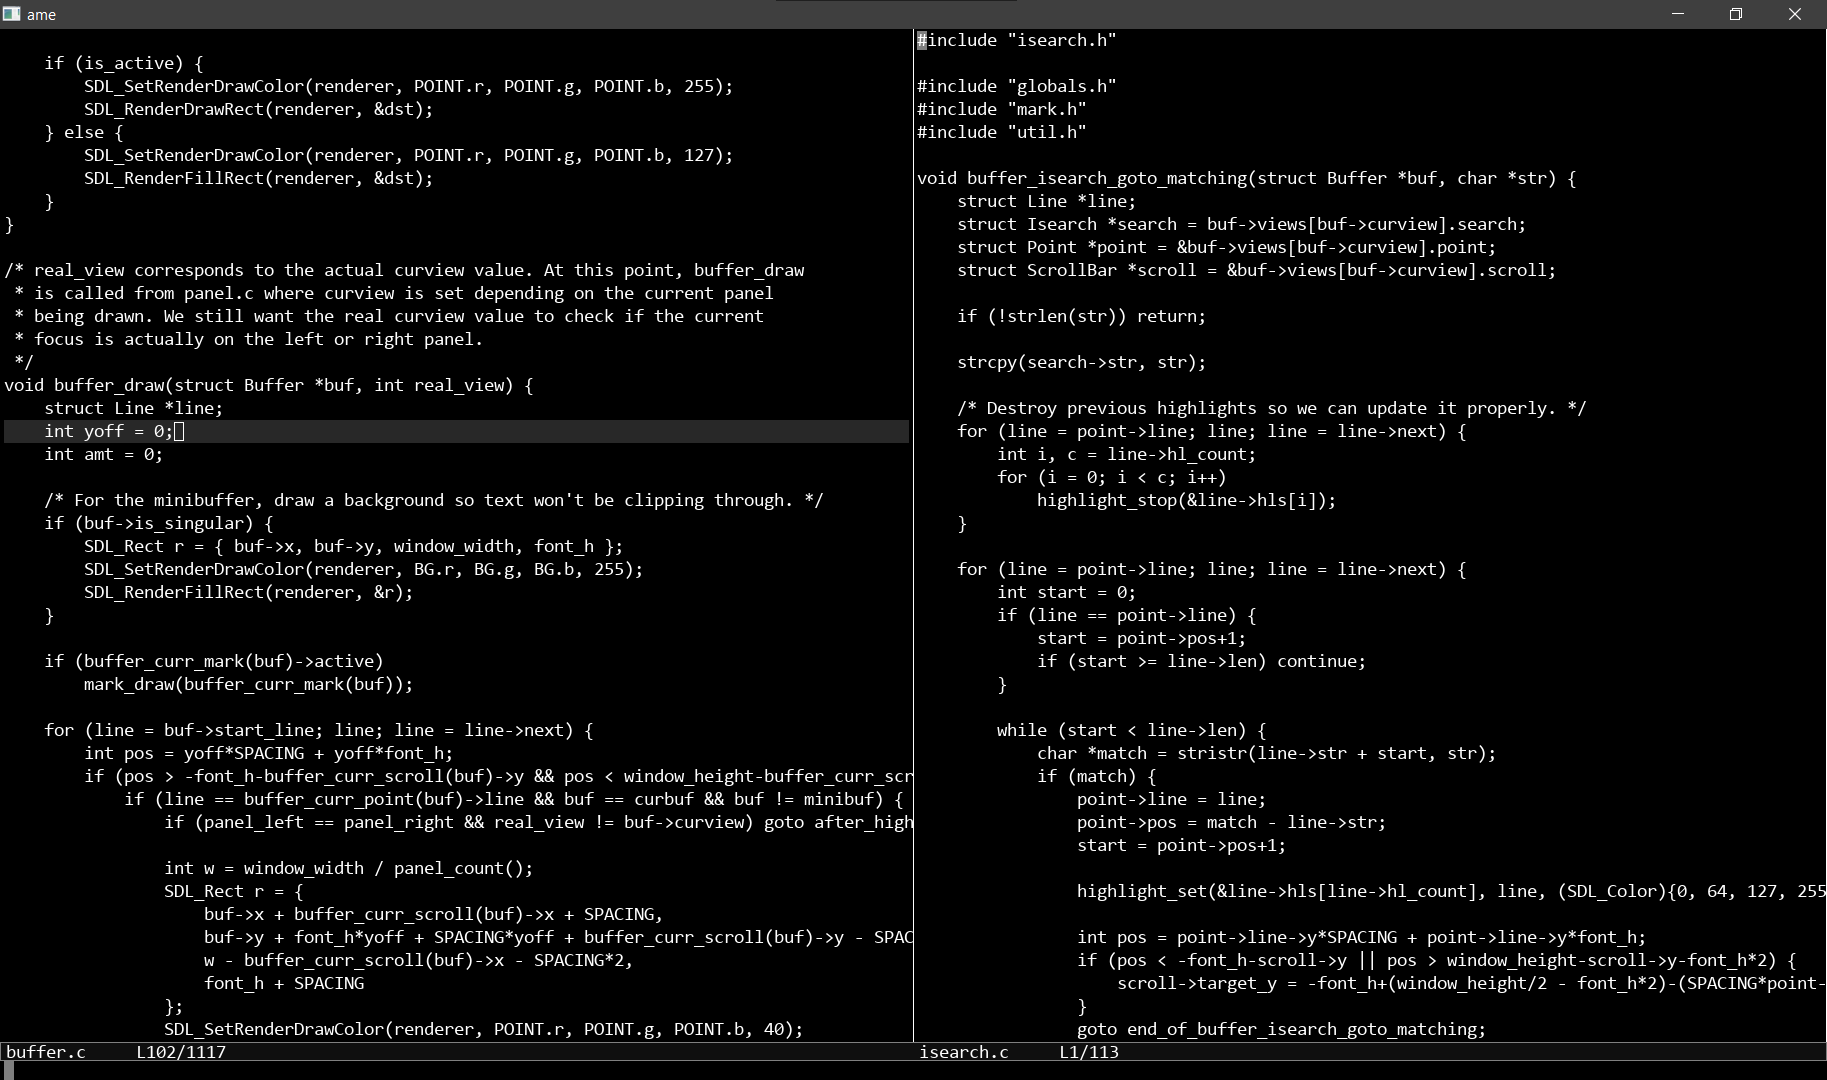 ame
if (is_active) {
SDL_SetRenderDrawColor(renderer, POINT.r, POINT.g, POINT.b, 255);
SDL_RenderDrawRect(renderer, &dst);
} else {
SDL_SetRenderDrawColor(renderer, POINT.r, POINT.g, POINT.b, 127);
SDL_RenderFillRect(renderer, &dst);
}
}
/* real_view corresponds to the actual curview value. At this point, buffer_draw
* is called from panel.c where curview is set depending on the current panel
* being drawn. We still want the real curview value to check if the current
* focus is actually on the left or right panel.
*/
void buffer_draw(struct Buffer *buf, int real_view) {
struct Line *line;
int yoff = 0;
int amt = 0;
/* For the minibuffer, draw a background so text won't be clipping through. */
if (buf->is_singular) {
SDL_Rect r = { buf->x, buf->y, window_width, font_h };
SDL_SetRenderDrawColor(renderer, BG.r, BG.g, BG.b, 255);
SDL_RenderFillRect(renderer, &r);
}
if (buffer_curr_mark(buf)->active)
mark_draw(buffer_curr_mark(buf));
for (line = buf->start_line; line; line = line->next) {
int pos = yoff*SPACING + yoff*font_h;
if (pos > -font_h-buffer_curr_scroll(buf)->y && pos < window_height-buffer_curr_scr
if (line == buffer_curr_point(buf)->line && buf == curbuf && buf != minibuf) {
if (panel_left == panel_right && real_view != buf->curview) goto after_high
int w = window_width / panel_count();
SDL_Rect r = {
buf->x + buffer_curr_scroll(buf)->x + SPACING,
buf->y + font_h*yoff + SPACING*yoff + buffer_curr_scroll(buf)->y - SPAC
w - buffer_curr_scroll(buf)->x - SPACING*2,
font_h + SPACING
};
SDL_SetRenderDrawColor(renderer, POINT.r, POINT.g, POINT.b, 40);
buffer.c L102/1117
#include "isearch.h"
#include "globals.h"
#include "mark.h"
#include "util.h"
void buffer_isearch_goto_matching(struct Buffer *buf, char *str) {
struct Line *line;
struct Isearch *search = buf->views[buf->curview].search;
struct Point *point = &buf->views[buf->curview].point;
struct ScrollBar *scroll = &buf->views[buf->curview].scroll;
if (!strlen(str)) return;
strcpy(search->str, str);
/* Destroy previous highlights so we can update it properly. */
for (line = point->line; line; line = line->next) {
int i, c = line->hl_count;
for (i = 0; i < c; i++)
highlight_stop(&line->hls[i]);
}
for (line = point->line; line; line = line->next) {
int start = 0;
if (line == point->line) {
start = point->pos+1;
if (start >= line->len) continue;
}
while (start < line->len) {
char *match = stristr(line->str + start, str);
if (match) {
point->line = line;
point->pos = match - line->str;
start = point->pos+1;
highlight_set(&line->hls[line->hl_count], line, (SDL_Color){0, 64, 127, 255
int pos = point->line->y*SPACING + point->line->y*font_h;
if (pos < -font_h-scroll->y || pos > window_height-scroll->y-font_h*2) {
scroll->target_y = -font_h+(window_height/2 - font_h*2)-(SPACING*point-
}
goto end_of_buffer_isearch_goto_matching;
isearch.c L1/113